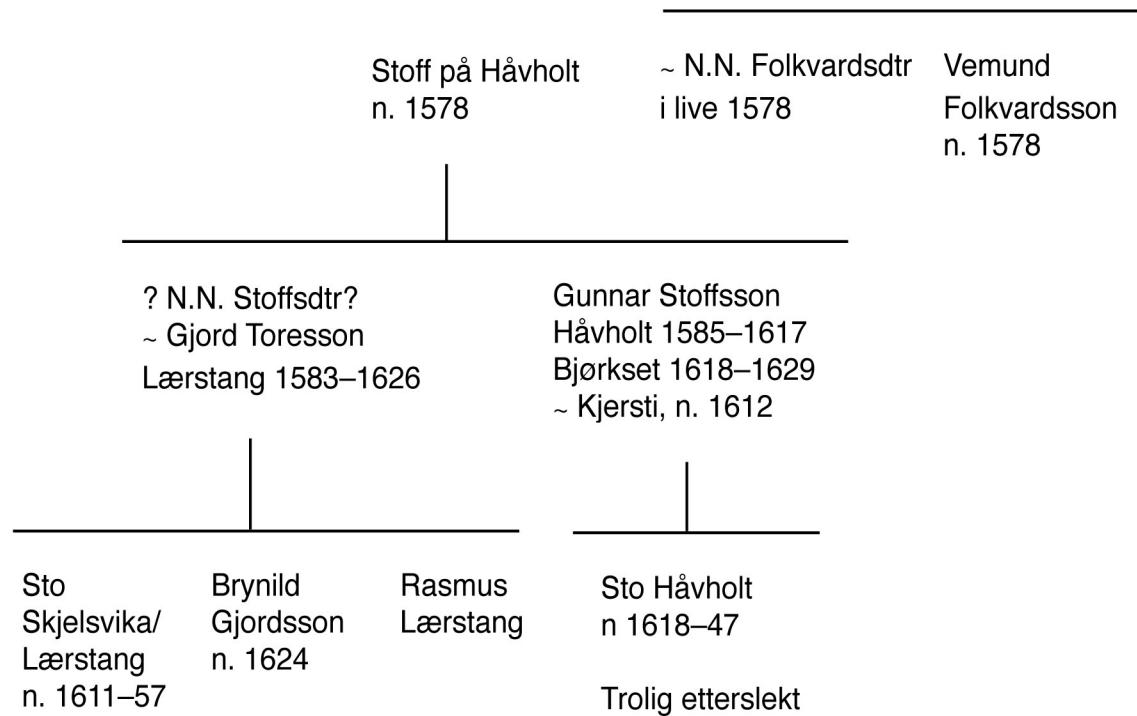 Stoff på Håvholt
n. 1578
~ N.N. Folkvardsdtr
i live 1578
Vemund
Folkvardsson
n. 1578
? N.N. Stoffsdtr?
~ Gjord Toresson
Lærstang 1583–1626
Gunnar Stoffsson
Håvholt 1585–1617
Bjørkset 1618–1629
~ Kjersti, n. 1612
Sto
Skjelsvika/
Lærstang
n. 1611–57
Brynild
Gjordsson
n. 1624
Rasmus
Lærstang
Sto Håvholt
n 1618–47
Trolig etterslekt